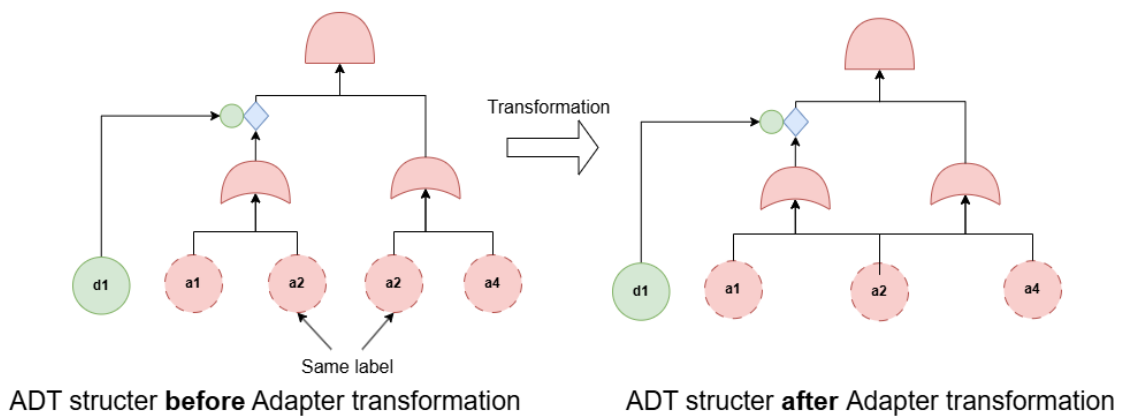 Transformation
d1
a1
a2
a2
a4
d1
a1
a2
a4
Same label
ADT structer before Adapter transformation
ADT structer after Adapter transformation